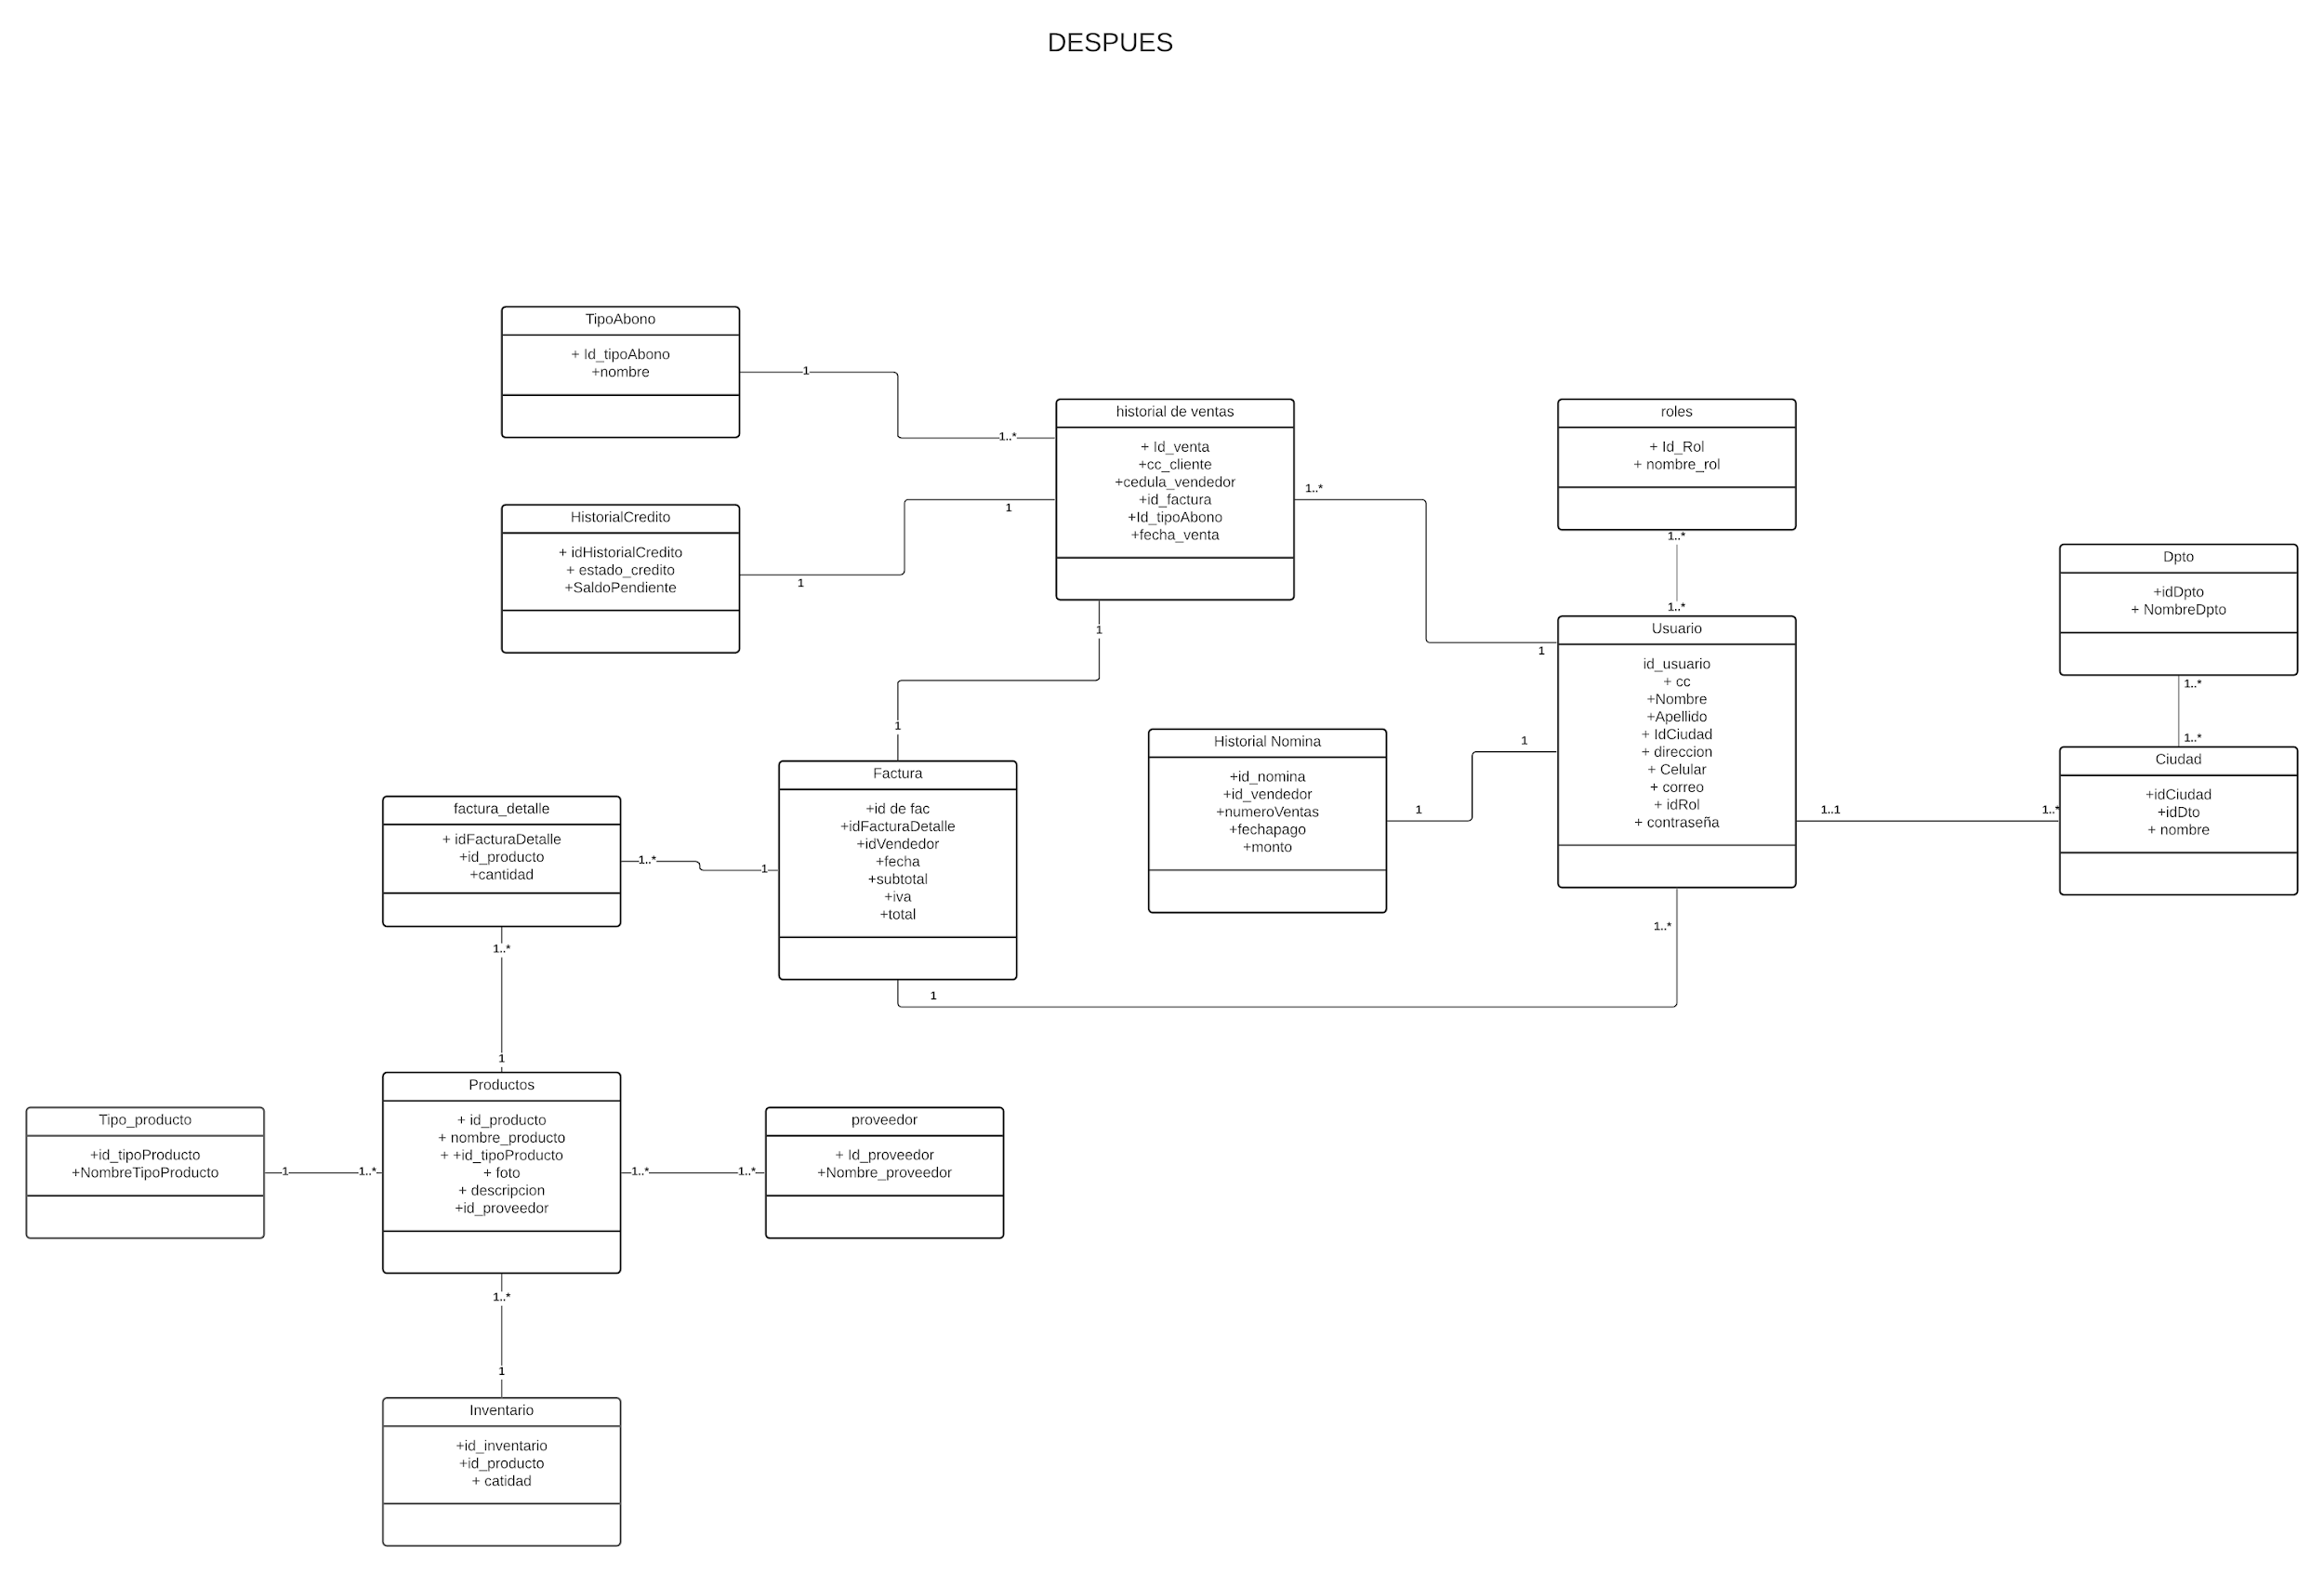 DESPUES
TipoAbono
+ Id_tipoAbono
+nombre
1
1..*
historial de ventas
+ Id_venta
+cc_cliente
+cedula_vendedor
+id_factura
+Id_tipoAbono
+fecha_venta
1..*
1
roles
+ Id_Rol
+ nombre_rol
1..*
1..*
HistorialCredito
+ idHistorialCredito
+ estado_credito
+SaldoPendiente
1
1
Dpto
+idDpto
+ NombreDpto
1..*
1..*
Usuario
id_usuario
+ cc
+Nombre
+Apellido
+ IdCiudad
+ direccion
+ Celular
+ correo
+ idRol
+ contraseña
1..1
1..*
Ciudad
+idCiudad
+idDto
+ nombre
1
1
Historial Nomina
+id_nomina
+id_vendedor
+numeroVentas
+fechapago
+monto
1
1
Factura
+id de fac
+idFacturaDetalle
+idVendedor
+fecha
+subtotal
+iva
+total
1
1..*
factura_detalle
+ idFacturaDetalle
+id_producto
+cantidad
1..*
1
1..*
1
Productos
+ id_producto
+ nombre_producto
+ +id_tipoProducto
+ foto
+ descripcion
+id_proveedor
Tipo_producto
+id_tipoProducto
+NombreTipoProducto
1
1..*
1..*
1..*
proveedor
+ Id_proveedor
+Nombre_proveedor
1..*
1
Inventario
+id_inventario
+id_producto
+ catidad